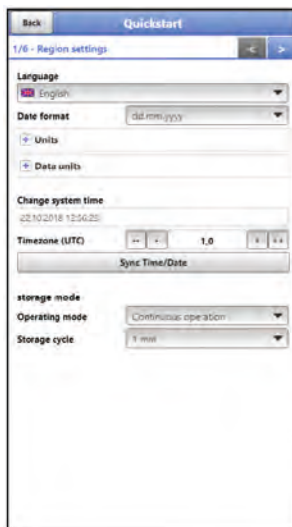 Back Quickstart
1/6 - Region settings < >
Language
English
Date format dd.mm.yyyy
+ Units
+ Data units
Change system time
22.10.2018 12:56:25
Timezone (UTC) -- - 1,0 + ++
Sync Time/Date
storage mode
Operating mode Continuous operation
Storage cycle 1 min